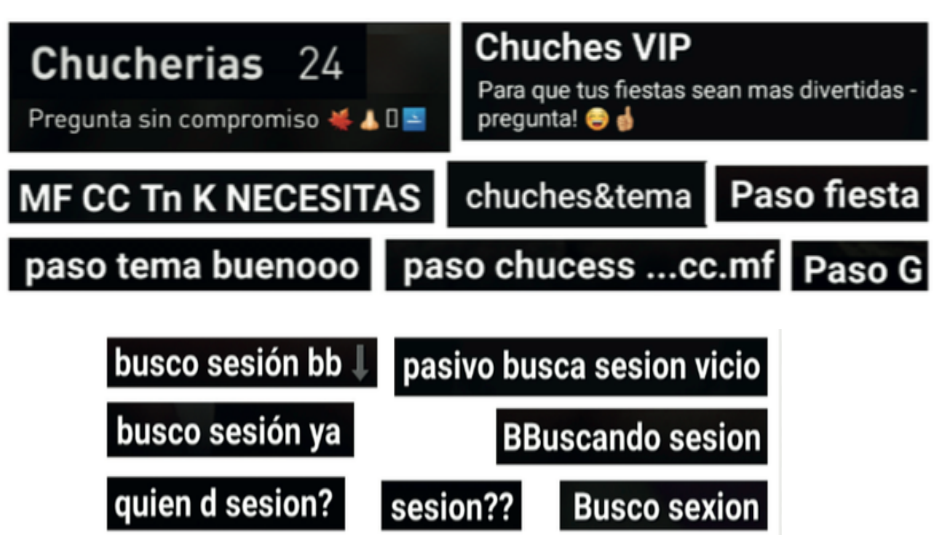 Chucherias 24
Pregunta sin compromiso 🍁👃▯
Chuches VIP
Para que tus fiestas sean mas divertidas -
pregunta! 😄☝️
MF CC Tn K NECESITAS
chuches&tema
Paso fiesta
paso tema buenooo
paso chucess ...cc.mf
Paso G
busco sesión bb ↓
pasivo busca sesion vicio
busco sesión ya
BBuscando sesion
quien d sesion?
sesion??
Busco sexion